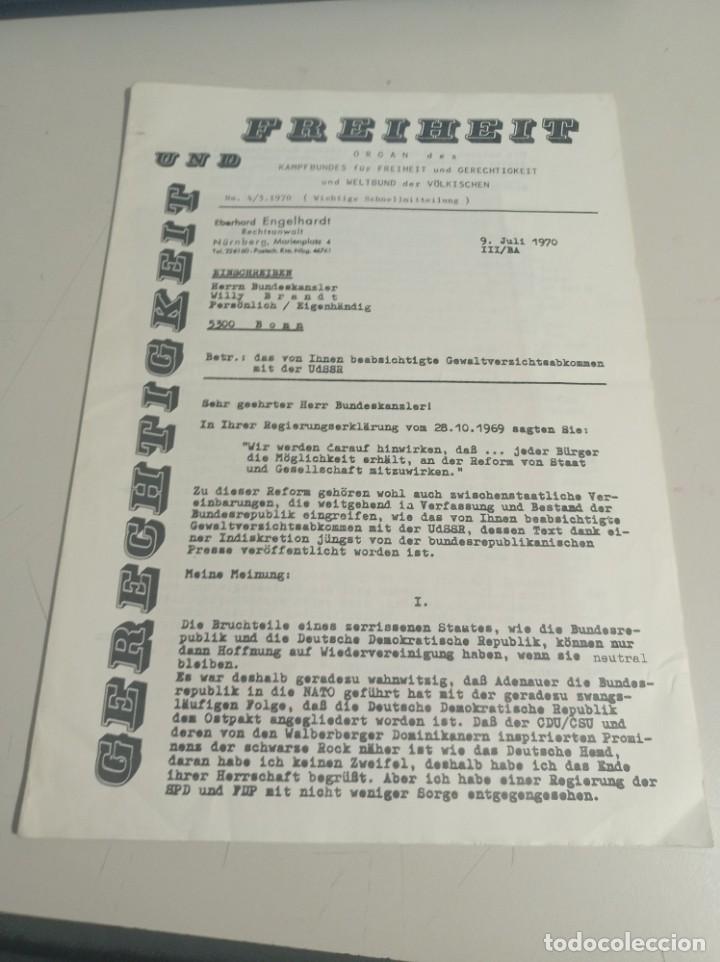 FREIHEIT
UND
GERECHTIGKEIT
ORGAN des
KAMPFBUNDES für FREIHEIT und GERECHTIGKEIT
und WELTBUND der VÖLKISCHEN
No. 4/5.1970 ( Wichtige Schnellmitteilung )
Eberhard Engelhardt
Rechtsanwalt
Nürnberg, Marienplatz 4
Tel. 226160 - Postsch. Kto. Nbg. 46761
9. Juli 1970
III/BA
EINSCHREIBEN
Herrn Bundeskanzler
Willy Brandt
Persönlich / Eigenhändig
5300 Bonn
Betr.: das von Ihnen beabsichtigte Gewaltverzichtsabkommen
mit der UdSSR
Sehr geehrter Herr Bundeskanzler!
In Ihrer Regierungserklärung vom 28.10.1969 sagten Sie:
"Wir werden darauf hinwirken, daß ... jeder Bürger
die Möglichkeit erhält, an der Reform von Staat
und Gesellschaft mitzuwirken."
Zu dieser Reform gehören wohl auch zwischenstaatliche Ver-
einbarungen, die weitgehend in Verfassung und Bestand der
Bundesrepublik eingreifen, wie das von Ihnen beabsichtigte
Gewaltverzichtsabkommen mit der UdSSR, dessen Text dank ei-
ner Indiskretion jüngst von der bundesrepublikanischen
Presse veröffentlicht worden ist.
Meine Meinung:
I.
Die Bruchteile eines zerrissenen Staates, wie die Bundesre-
publik und die Deutsche Demokratische Republik, können nur
dann Hoffnung auf Wiedervereinigung haben, wenn sie neutral
bleiben.
Es war deshalb geradezu wahnwitzig, daß Adenauer die Bundes-
republik in die NATO geführt hat mit der geradezu zwangs-
läufigen Folge, daß die Deutsche Demokratische Republik
dem Ostpakt angegliedert worden ist. Daß der CDU/CSU und
deren von den Walberberger Dominikanern inspirierten Promi-
nenz der schwarze Rock näher ist wie das Deutsche Hemd,
daran habe ich keinen Zweifel, deshalb habe ich das Ende
ihrer Herrschaft begrüßt. Aber ich habe einer Regierung der
SPD und FDP mit nicht weniger Sorge entgegengesehen.
todocoleccion
todocoleccion.net